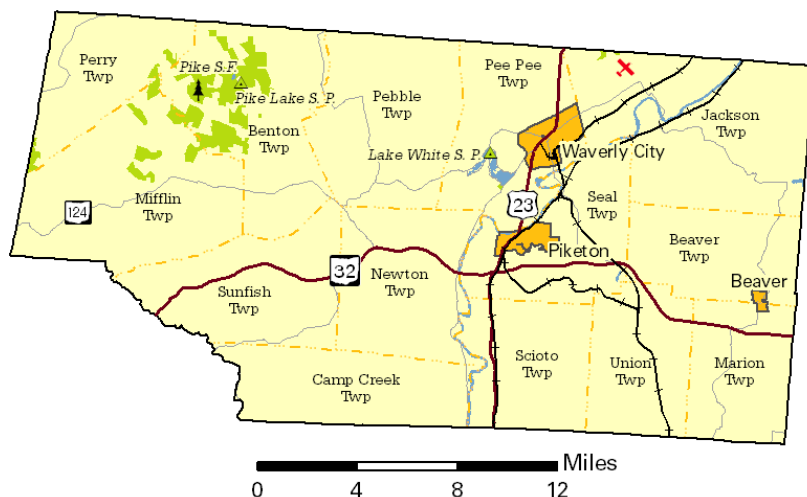 Perry
Twp
Pike S.F.
Pike Lake S. P.
Benton
Twp
Pebble
Twp
Pee Pee
Twp
Jackson
Twp
Lake White S. P.
Waverly City
Mifflin
Twp
124
23
Seal
Twp
Piketon
Beaver
Twp
Beaver
32
Newton
Twp
Sunfish
Twp
Scioto
Twp
Union
Twp
Marion
Twp
Camp Creek
Twp
Miles
0 4 8 12